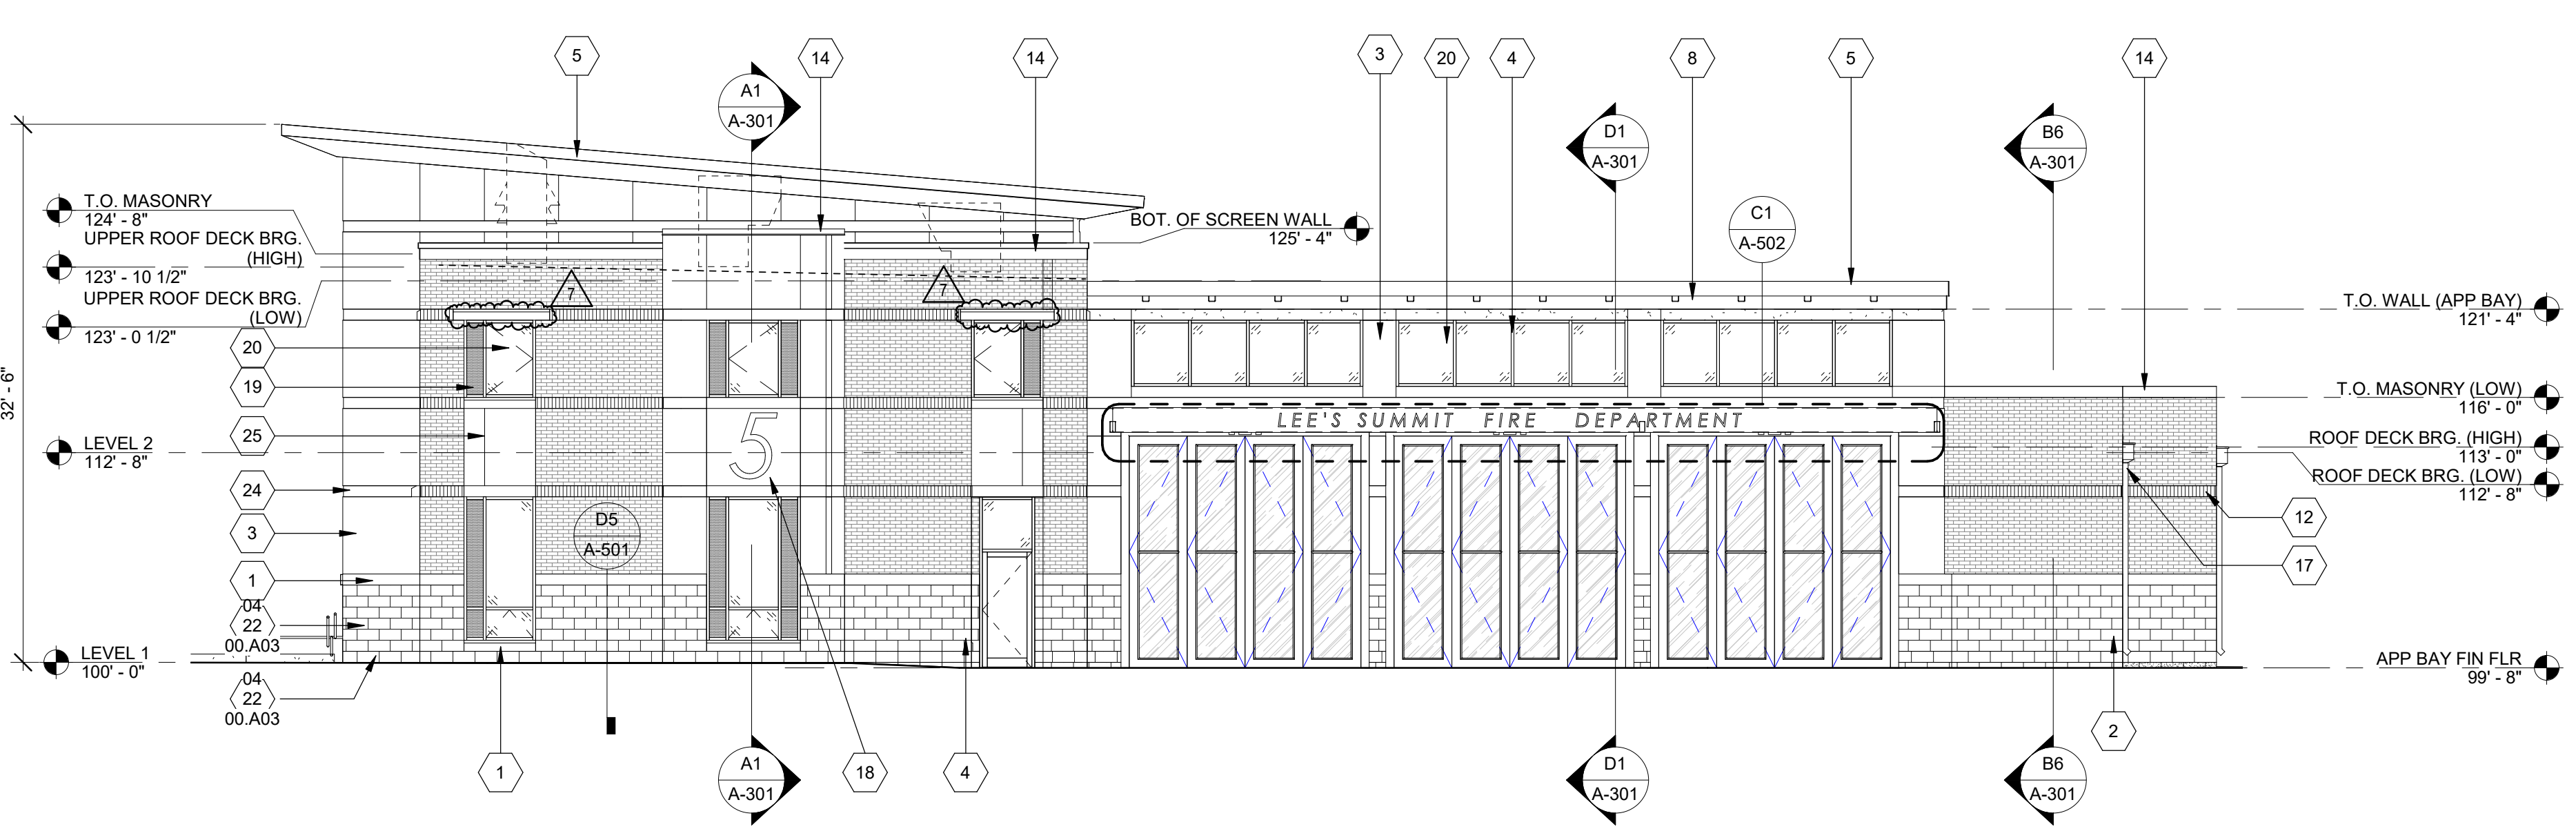 5
14
14
3
20
4
8
5
14
A1
A-301
D1
A-301
B6
A-301
C1
A-502
32' - 6"
T.O. MASONRY
124' - 8"
UPPER ROOF DECK BRG.
(HIGH)
123' - 10 1/2"
UPPER ROOF DECK BRG.
(LOW)
123' - 0 1/2"
BOT. OF SCREEN WALL
125' - 4"
7
7
T.O. WALL (APP BAY)
121' - 4"
20
19
25
LEVEL 2
112' - 8"
24
3
1
04
22
00.A03
LEVEL 1
100' - 0"
04
22
00.A03
5
LEE'S SUMMIT FIRE DEPARTMENT
D5
A-501
T.O. MASONRY (LOW)
116' - 0"
ROOF DECK BRG. (HIGH)
113' - 0"
ROOF DECK BRG. (LOW)
112' - 8"
12
17
APP BAY FIN FLR
99' - 8"
2
1
A1
A-301
18
4
D1
A-301
B6
A-301